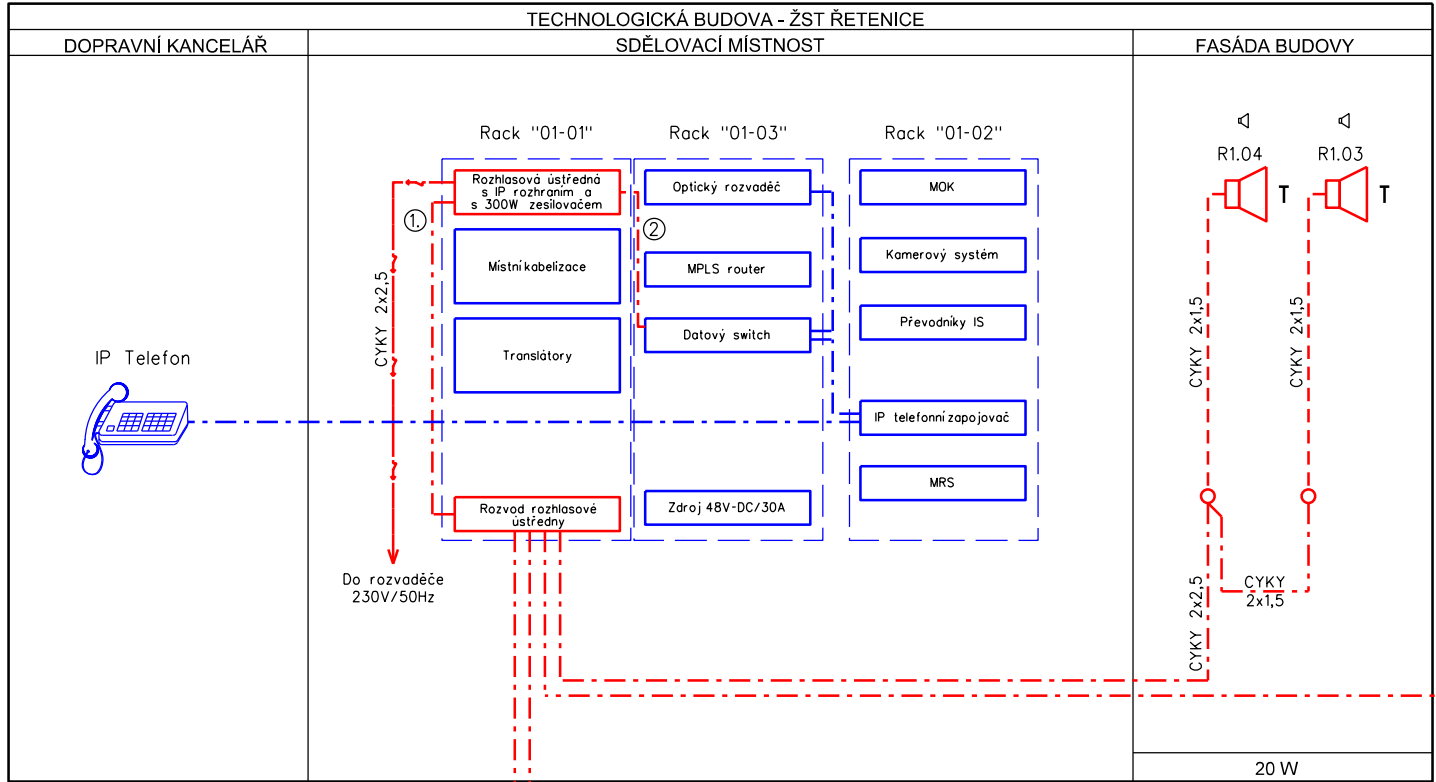 TECHNOLOGICKÁ BUDOVA - ŽST ŘETENICE
DOPRAVNÍ KANCELÁŘ
SDĚLOVACÍ MÍSTNOST
FASÁDA BUDOVY
IP Telefon
Rack "01-01"
Rozhlasová ústředná
s IP rozhraním a
s 300W zesilovačem
Místní kabelizace
Translátory
Rozvod rozhlasové
ústředny
1.
2
CYKY 2x2,5
Do rozvaděče
230V/50Hz
Rack "01-03"
Optický rozvaděč
MPLS router
Datový switch
Zdroj 48V-DC/30A
Rack "01-02"
MOK
Kamerový systém
Převodníky IS
IP telefonní zapojovač
MRS
R1.04
T
R1.03
T
CYKY 2x1,5
CYKY 2x1,5
CYKY 2x2,5
CYKY
2x1,5
20 W